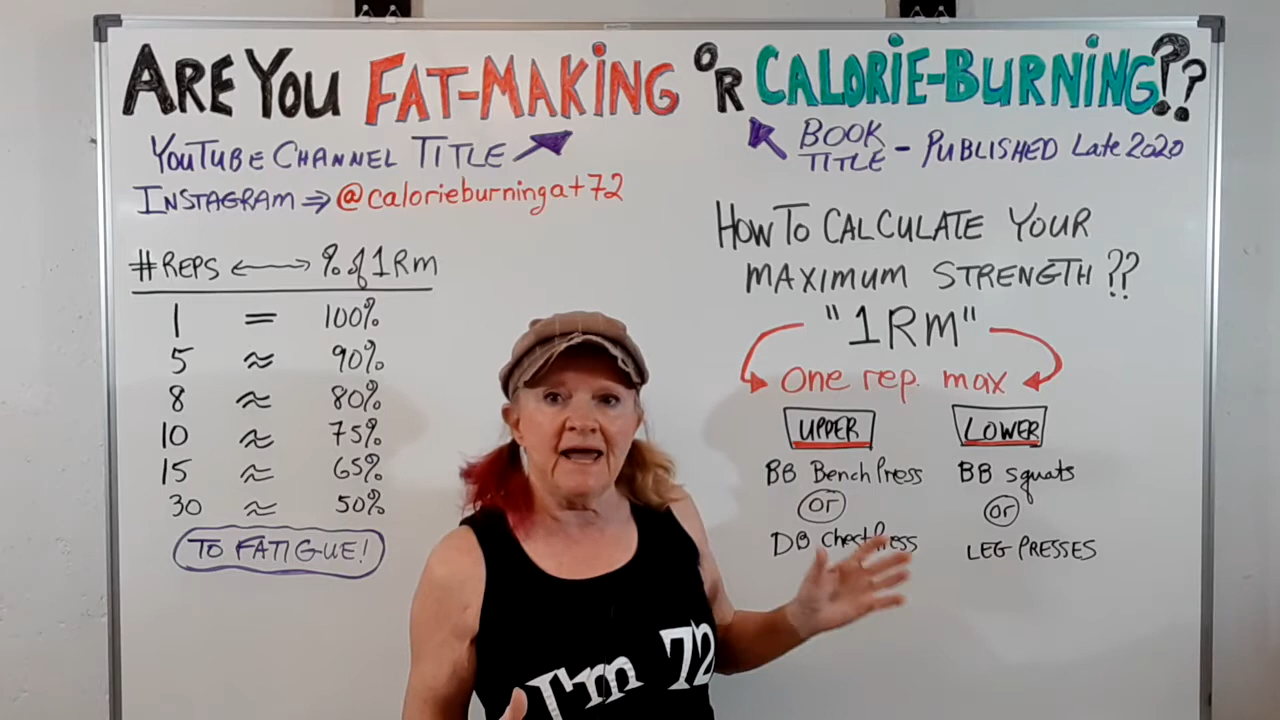 ARE YOU FAT-MAKING OR CALORIE-BURNING??
YOUTUBE CHANNEL TITLE
INSTAGRAM ⇒ @calorieburningat72
BOOK TITLE - PUBLISHED Late 2020
#REPS ⟷ % of 1RM
1 = 100%
5 ≈ 90%
8 ≈ 80%
10 ≈ 75%
15 ≈ 65%
30 ≈ 50%
TO FATIGUE!
HOW TO CALCULATE YOUR
MAXIMUM STRENGTH??
"1RM"
One rep. max
UPPER
BB Bench Press
or
DB Chest Press
LOWER
BB squats
or
LEG PRESSES
I'm 72